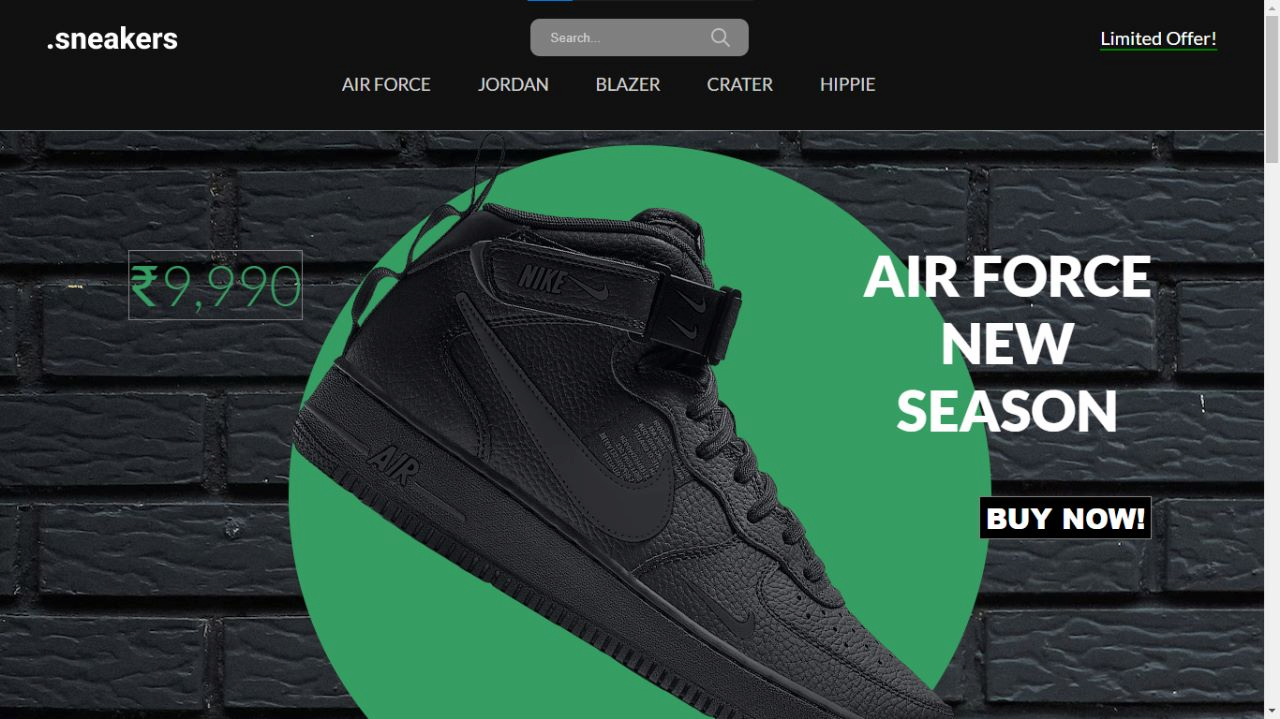 .sneakers
Search...
Limited Offer!
AIR FORCE JORDAN BLAZER CRATER HIPPIE
₹9,990
AIR FORCE
NEW
SEASON
BUY NOW!
NIKE
AIR